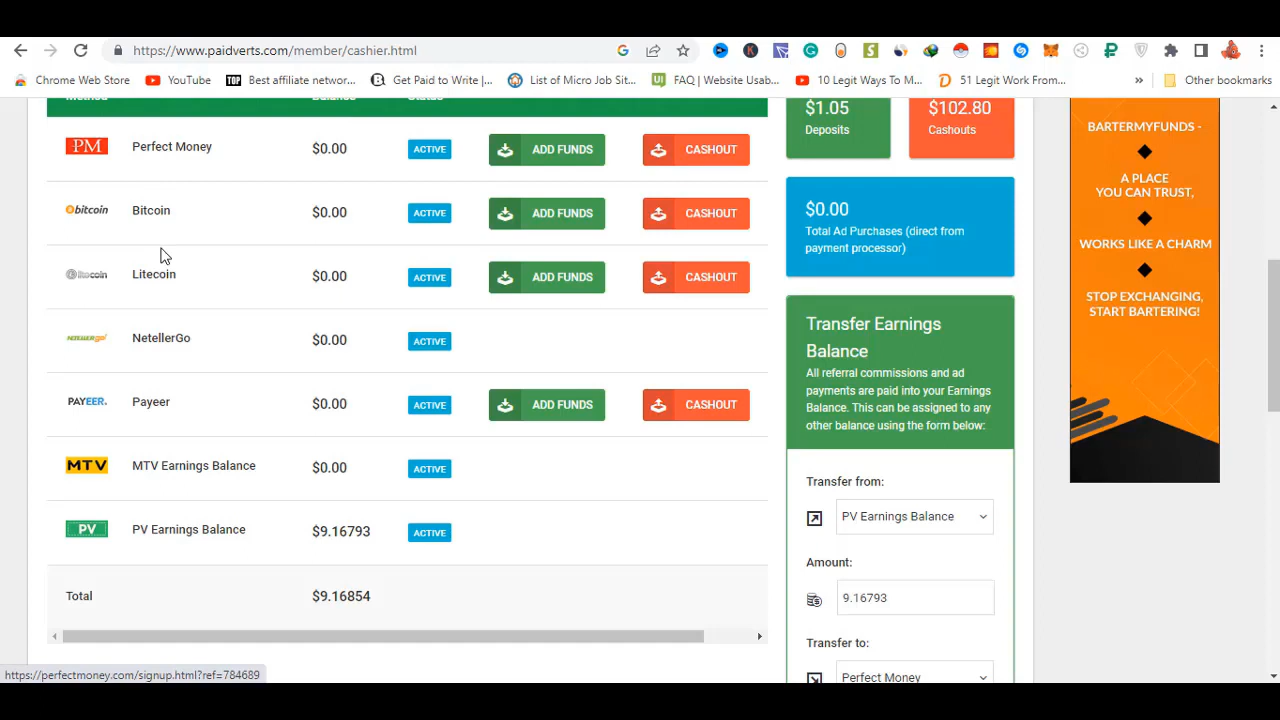 https://www.paidverts.com/member/cashier.html
Chrome Web Store
YouTube
TOP
Best affiliate networ...
Get Paid to Write |...
List of Micro Job Sit...
UI
FAQ | Website Usab...
10 Legit Ways To M...
51 Legit Work From...
»
Other bookmarks
Method
Balance
Status
PM
Perfect Money
$0.00
ACTIVE
ADD FUNDS
CASHOUT
bitcoin
Bitcoin
$0.00
ACTIVE
ADD FUNDS
CASHOUT
litecoin
Litecoin
$0.00
ACTIVE
ADD FUNDS
CASHOUT
NETELLERGO!
NetellerGo
$0.00
ACTIVE
PAYEER.
Payeer
$0.00
ACTIVE
ADD FUNDS
CASHOUT
MTV
MTV Earnings Balance
$0.00
ACTIVE
PV
PV Earnings Balance
$9.16793
ACTIVE
Total
$9.16854
$1.05
Deposits
$102.80
Cashouts
$0.00
Total Ad Purchases (direct from
payment processor)
Transfer Earnings
Balance
All referral commissions and ad
payments are paid into your Earnings
Balance. This can be assigned to any
other balance using the form below:
Transfer from:
PV Earnings Balance
Amount:
9.16793
Transfer to:
Perfect Money
BARTERMYFUNDS -
A PLACE
YOU CAN TRUST,
WORKS LIKE A CHARM
STOP EXCHANGING,
START BARTERING!
https://perfectmoney.com/signup.html?ref=784689